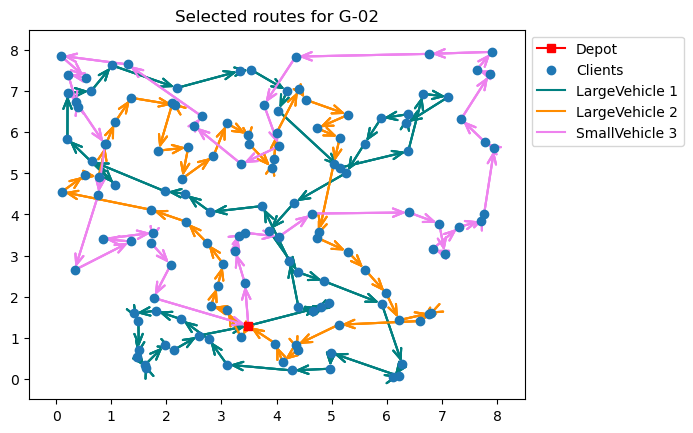 Selected routes for G-02
8
7
6
5
4
3
2
1
0
0 1 2 3 4 5 6 7 8
Depot
Clients
LargeVehicle 1
LargeVehicle 2
SmallVehicle 3